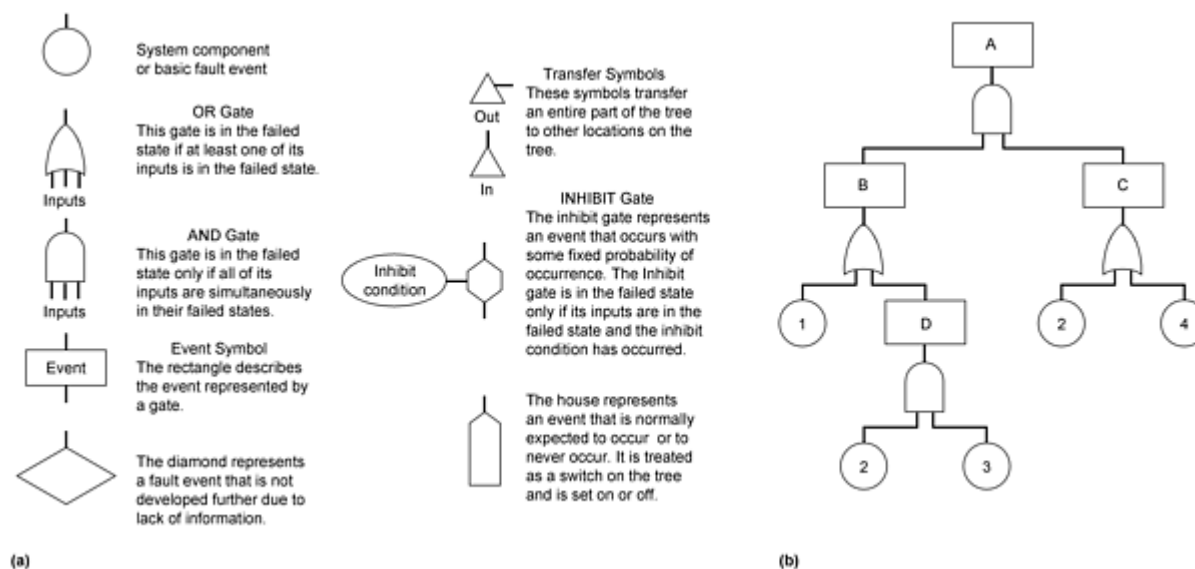 System component
or basic fault event
OR Gate
This gate is in the failed
state if at least one of its
inputs is in the failed state.
Inputs
AND Gate
This gate is in the failed
state only if all of its
inputs are simultaneously
in their failed states.
Inputs
Event Symbol
Event
The rectangle describes
the event represented by
a gate.
The diamond represents
a fault event that is not
developed further due to
lack of information.
Transfer Symbols
These symbols transfer
an entire part of the tree
to other locations on the
tree.
Out
In
INHIBIT Gate
The inhibit gate represents
an event that occurs with
some fixed probability of
occurrence. The Inhibit
gate is in the failed state
only if its inputs are in the
failed state and the inhibit
condition has occurred.
Inhibit
condition
The house represents
an event that is normally
expected to occur or to
never occur. It is treated
as a switch on the tree
and is set on or off.
(a)
A
B
C
1
D
2
4
2
3
(b)